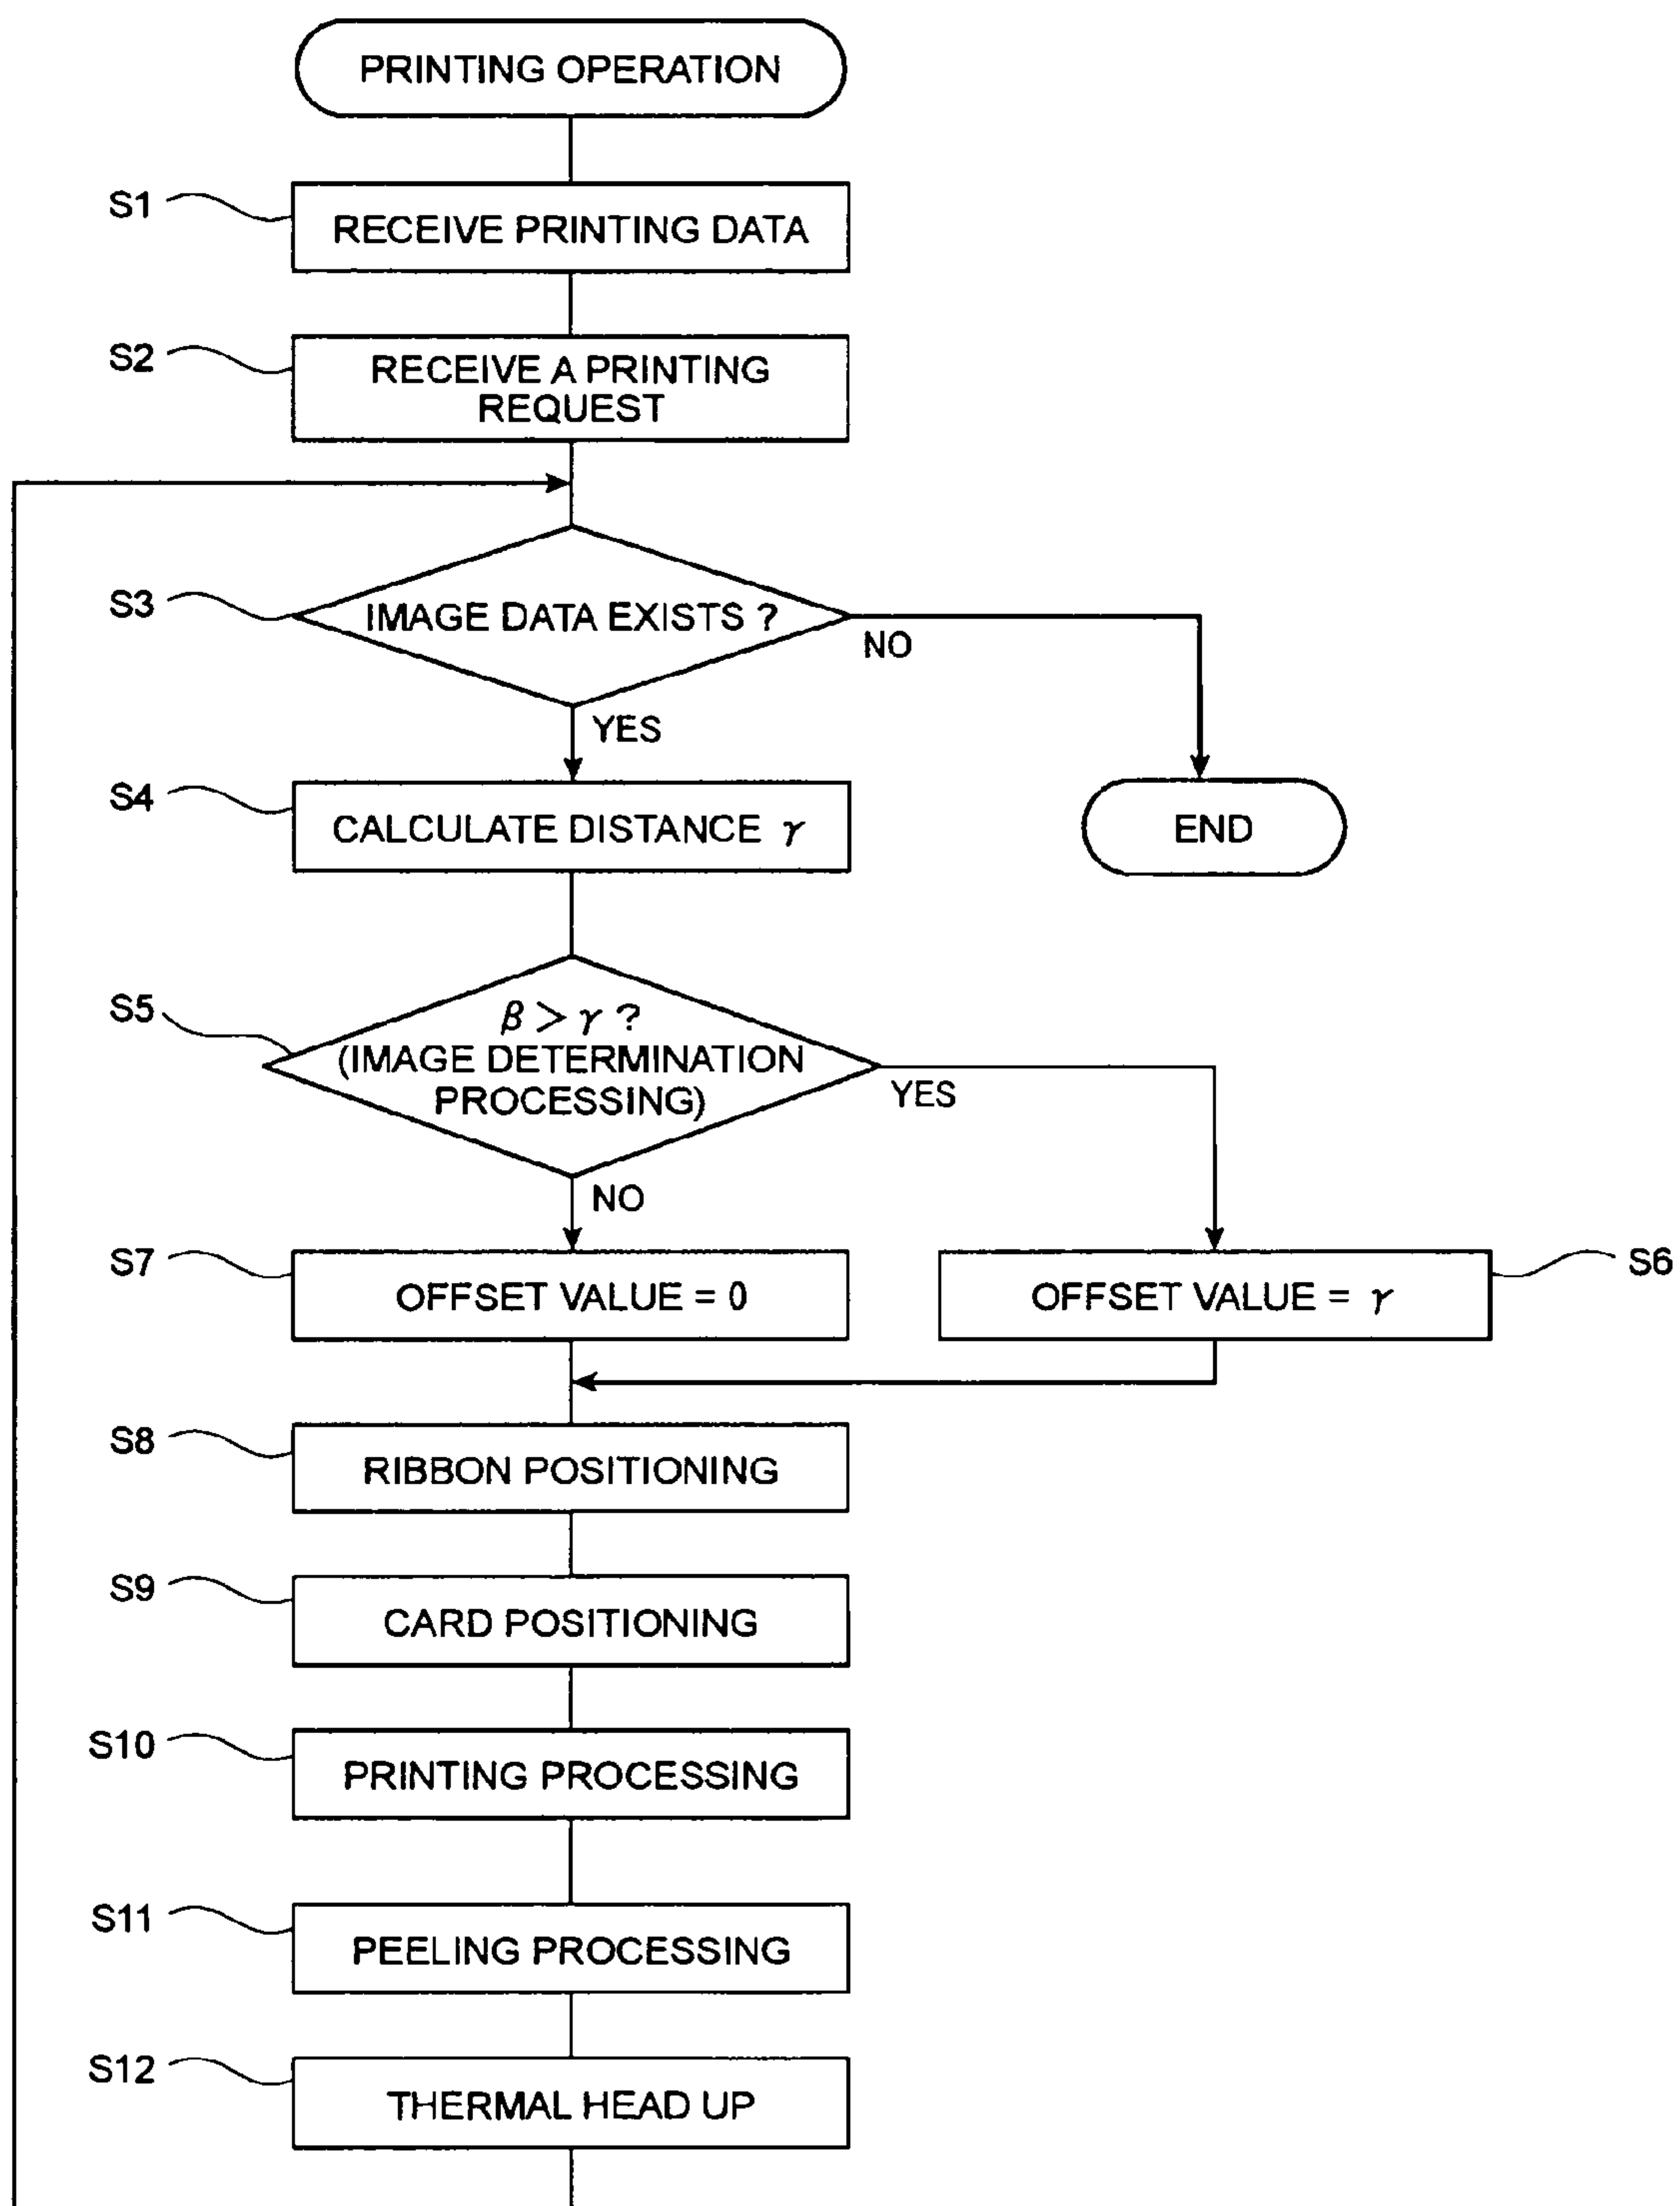 PRINTING OPERATION
S1
RECEIVE PRINTING DATA
S2
RECEIVE A PRINTING
REQUEST
S3
IMAGE DATA EXISTS ?
NO
YES
S4
CALCULATE DISTANCE γ
END
S5
β > γ ?
(IMAGE DETERMINATION
PROCESSING)
YES
NO
S7
OFFSET VALUE = 0
OFFSET VALUE = γ
S6
S8
RIBBON POSITIONING
S9
CARD POSITIONING
S10
PRINTING PROCESSING
S11
PEELING PROCESSING
S12
THERMAL HEAD UP